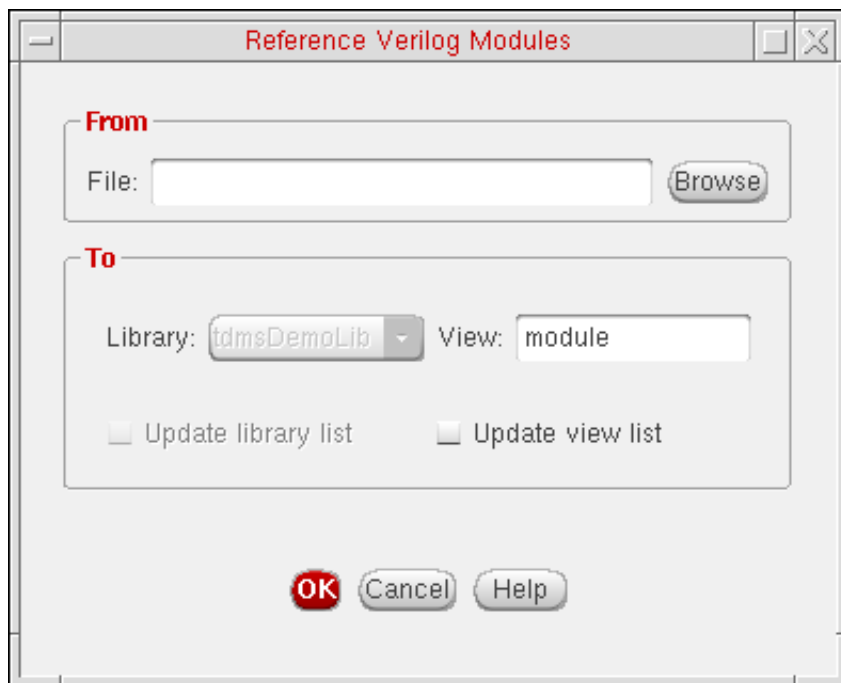 Reference Verilog Modules
From
File: Browse
To
Library: tdmsDemoLib View: module
Update library list Update view list
OK Cancel Help